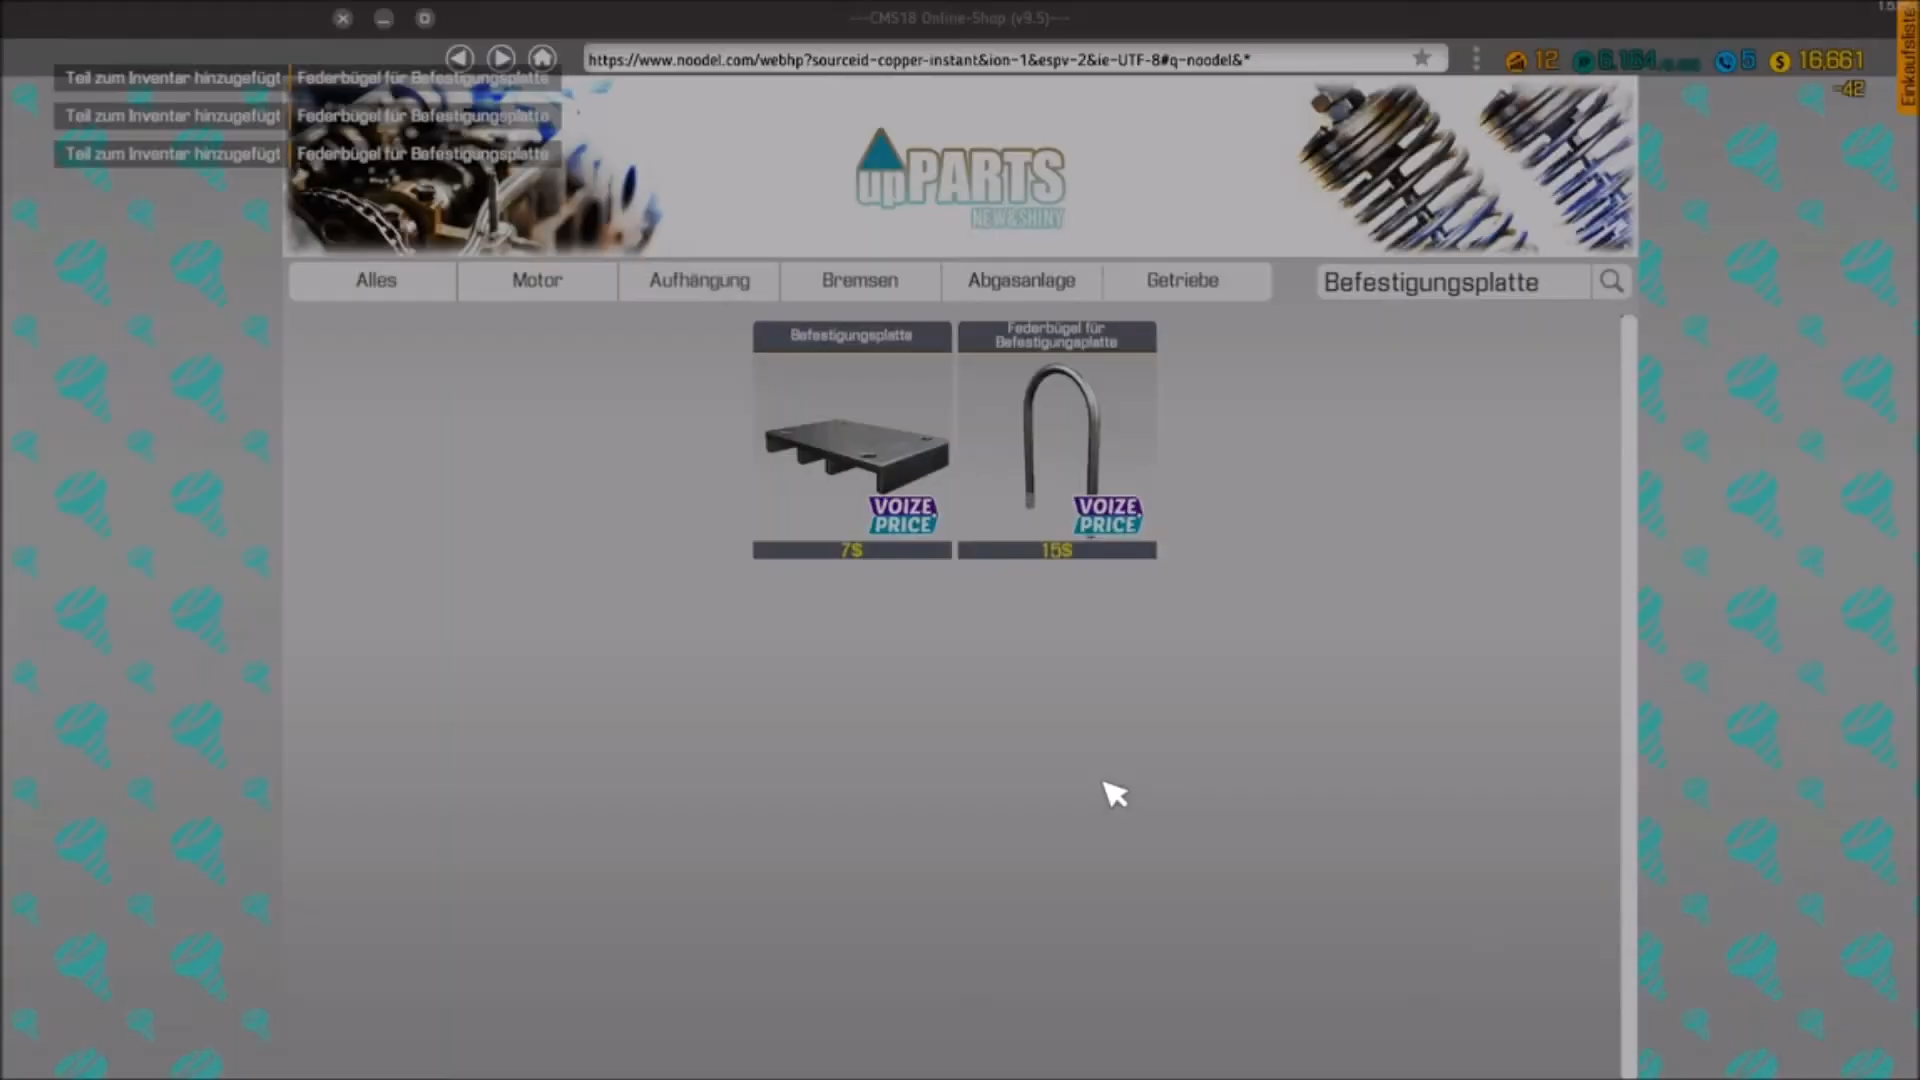 ---CMS18 Online-Shop (v9.5)---
Einkaufsliste
https://www.noodel.com/webhp?sourceid-copper-instant&ion-1&espv-2&ie-UTF-8#q-noodel&*
12
5
16,661
-42
Teil zum Inventar hinzugefügt Federbügel für Befestigungsplatte
Teil zum Inventar hinzugefügt Federbügel für Befestigungsplatte
Teil zum Inventar hinzugefügt Federbügel für Befestigungsplatte
upPARTS
NEW&SHINY
Alles Motor Aufhängung Bremsen Abgasanlage Getriebe
Befestigungsplatte
Befestigungsplatte
VOIZE
PRICE
7$
Federbügel für
Befestigungsplatte
VOIZE
PRICE
15$